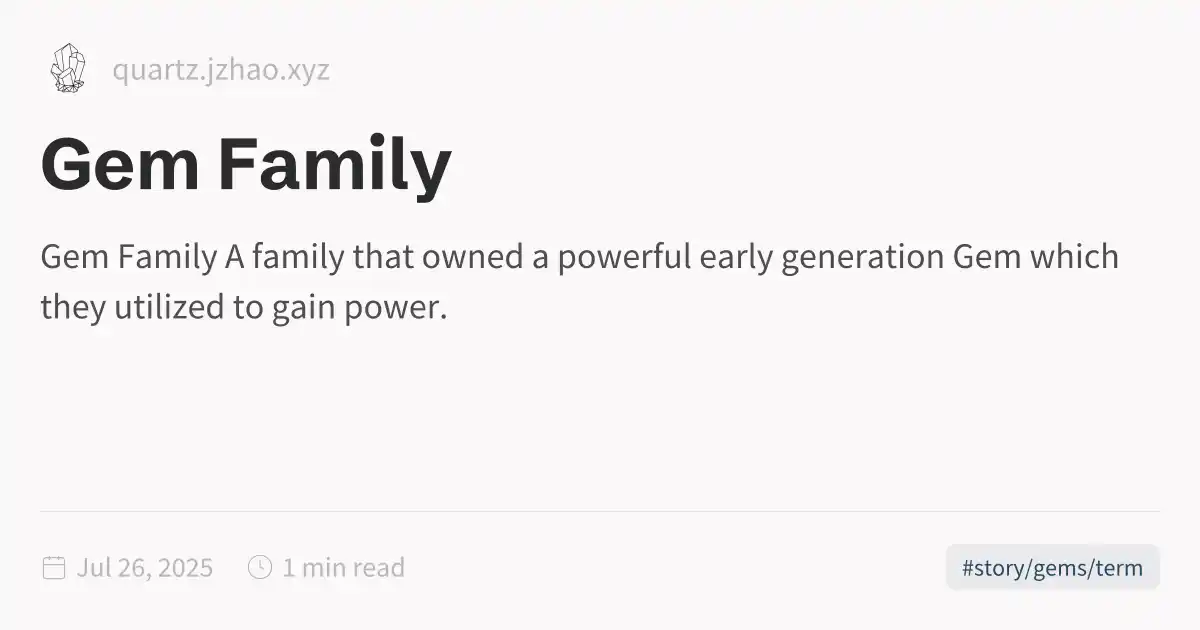 quartz.jzhao.xyz
Gem Family
Gem Family A family that owned a powerful early generation Gem which
they utilized to gain power.
Jul 26, 2025
1 min read
#story/gems/term